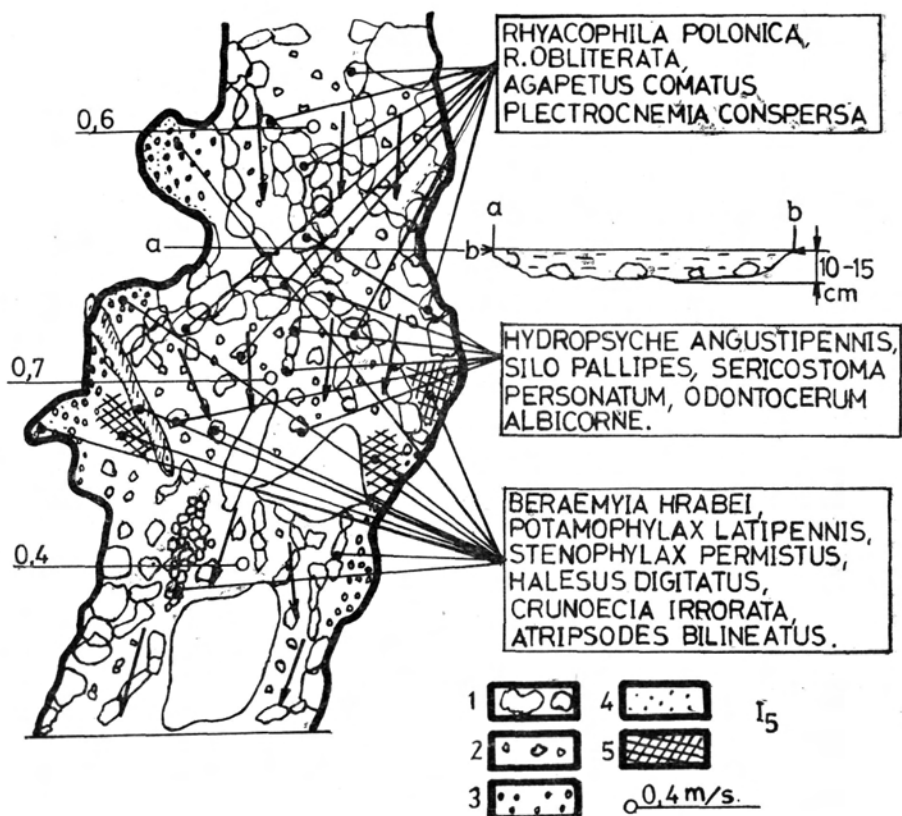 RHYACOPHILA POLONICA,
R.OBLITERATA,
AGAPETUS COMATUS
PLECTROCNEMIA CONSPERSA
0,6
a
b
a
b
10-15
cm
HYDROPSYCHE ANGUSTIPENNIS,
SILO PALLIPES, SERICOSTOMA
PERSONATUM, ODONTOCERUM
ALBICORNE.
0,7
BERAEMYIA HRABEI,
POTAMOPHYLAX LATIPENNIS,
STENOPHYLAX PERMISTUS,
HALESUS DIGITATUS,
CRUNOECIA IRRORATA,
ATRIPSODES BILINEATUS.
0.4
1
4
I5
2
5
3
0,4 m/s.